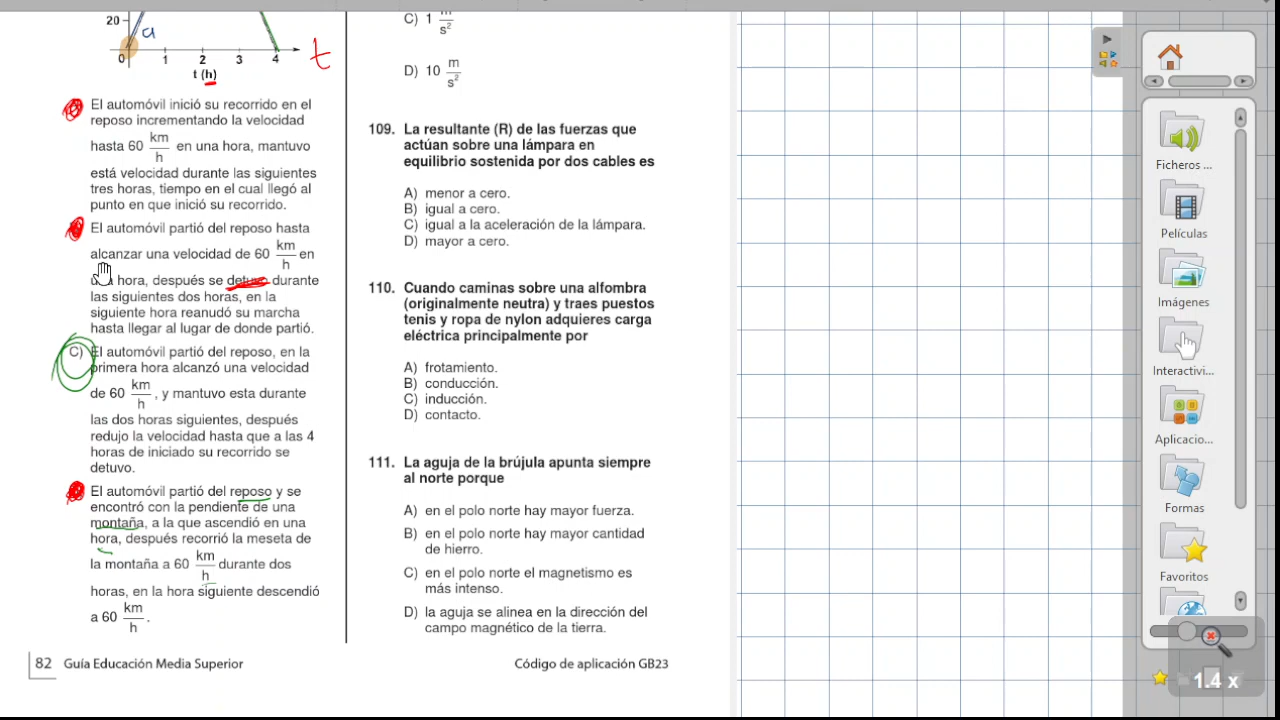 20
a
0
1
2
3
4
t
t (h)
El automóvil inició su recorrido en el
reposo incrementando la velocidad
hasta 60 km/h en una hora, mantuvo
está velocidad durante las siguientes
tres horas, tiempo en el cual llegó al
punto en que inició su recorrido.
El automóvil partió del reposo hasta
alcanzar una velocidad de 60 km/h en
una hora, después se detuvo durante
las siguientes dos horas, en la
siguiente hora reanudó su marcha
hasta llegar al lugar de donde partió.
C) El automóvil partió del reposo, en la
primera hora alcanzó una velocidad
de 60 km/h, y mantuvo esta durante
las dos horas siguientes, después
redujo la velocidad hasta que a las 4
horas de iniciado su recorrido se
detuvo.
El automóvil partió del reposo y se
encontró con la pendiente de una
montaña, a la que ascendió en una
hora, después recorrió la meseta de
la montaña a 60 km/h durante dos
horas, en la hora siguiente descendió
a 60 km/h.
C) 1 m/s²
D) 10 m/s²
109. La resultante (R) de las fuerzas que
actúan sobre una lámpara en
equilibrio sostenida por dos cables es
A) menor a cero.
B) igual a cero.
C) igual a la aceleración de la lámpara.
D) mayor a cero.
110. Cuando caminas sobre una alfombra
(originalmente neutra) y traes puestos
tenis y ropa de nylon adquieres carga
eléctrica principalmente por
A) frotamiento.
B) conducción.
C) inducción.
D) contacto.
111. La aguja de la brújula apunta siempre
al norte porque
A) en el polo norte hay mayor fuerza.
B) en el polo norte hay mayor cantidad
de hierro.
C) en el polo norte el magnetismo es
más intenso.
D) la aguja se alinea en la dirección del
campo magnético de la tierra.
82 Guía Educación Media Superior
Código de aplicación GB23
Ficheros ...
Películas
Imágenes
Interactivi...
Aplicacio...
Formas
Favoritos
1.4 x